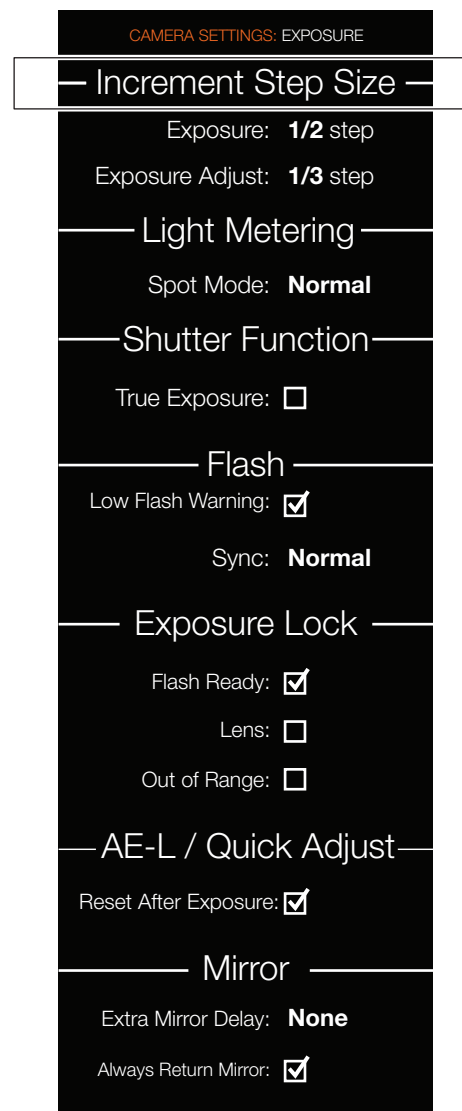 CAMERA SETTINGS: EXPOSURE
Increment Step Size
Exposure: 1/2 step
Exposure Adjust: 1/3 step
Light Metering
Spot Mode: Normal
Shutter Function
True Exposure:
Flash
Low Flash Warning:
Sync: Normal
Exposure Lock
Flash Ready:
Lens:
Out of Range:
AE-L / Quick Adjust
Reset After Exposure:
Mirror
Extra Mirror Delay: None
Always Return Mirror: